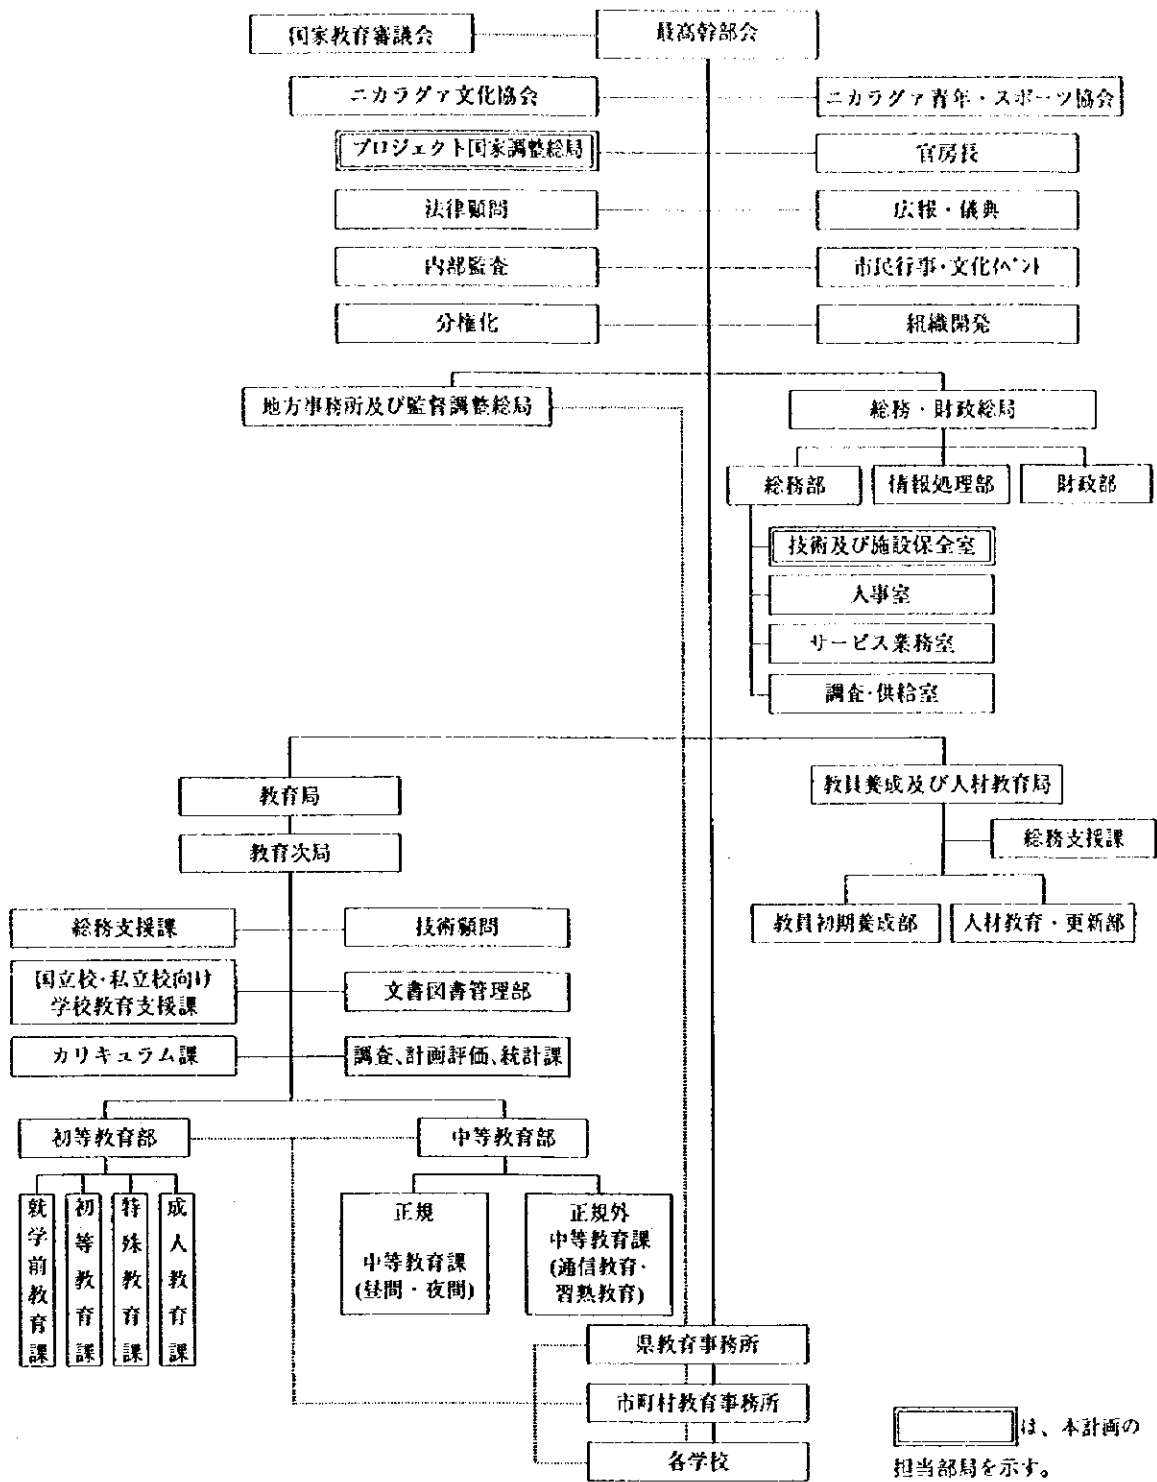 国家教育審議会
最高幹部会
ニカラグァ文化協会
ニカラグァ青年・スポーツ協会
プロジェクト国家調整総局
官房長
法律顧問
広報・儀典
内部監査
市民行事・文化イベント
分権化
組織開発
地方事務所及び監督調整総局
総務・財政総局
総務部
情報処理部
財政部
技術及び施設保全室
人事室
サービス業務室
調査・供給室
教育局
教員養成及び人材教育局
教育次局
総務支援課
総務支援課
技術顧問
教員初期養成部
人材教育・更新部
国立校・私立校向け
学校教育支援課
文書図書管理部
カリキュラム課
調査、計画評価、統計課
初等教育部
中等教育部
就学前教育課
初等教育課
特殊教育課
成人教育課
正規
中等教育課
(昼間・夜間)
正規外
中等教育課
(通信教育・
習熟教育)
県教育事務所
市町村教育事務所
各学校
は、本計画の
担当部局を示す。